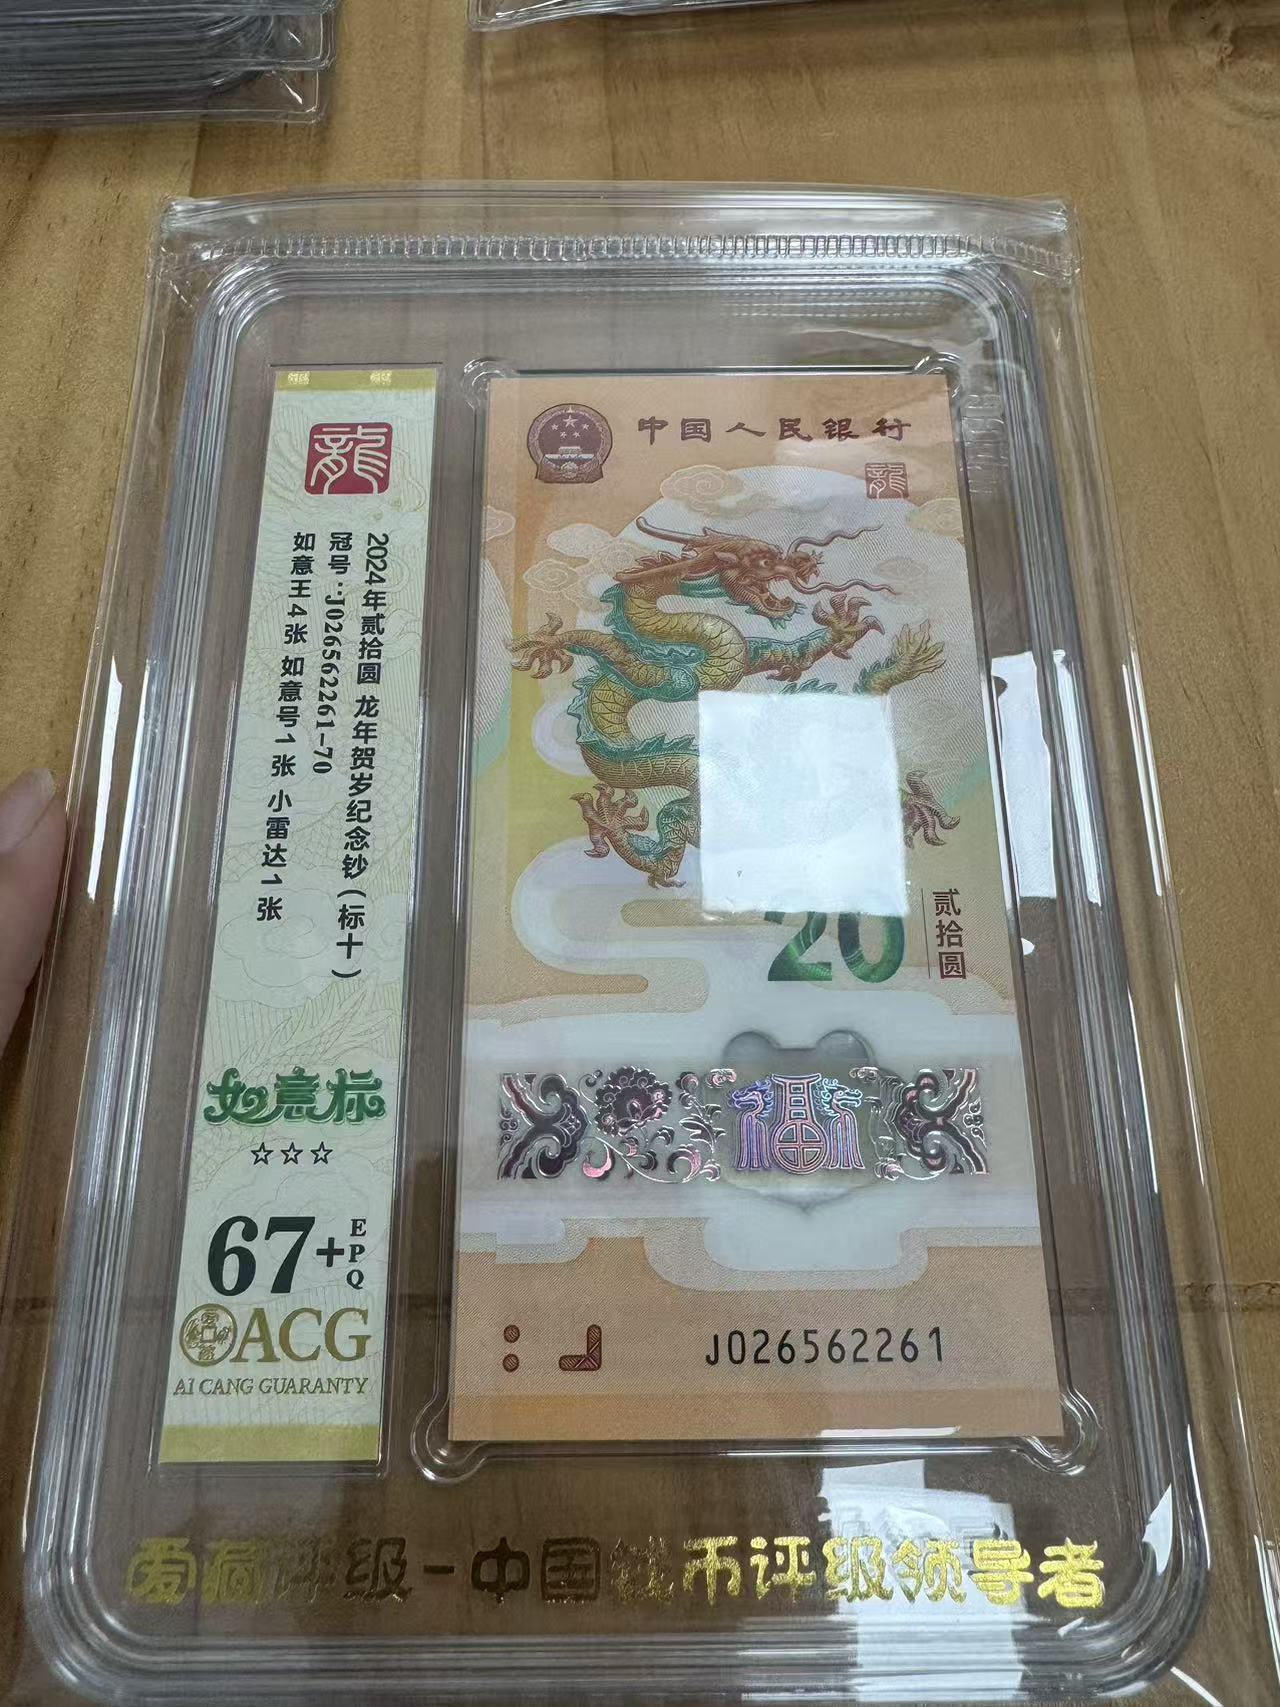 龍
2024年贰拾圆 龙年贺岁纪念钞(标十)
冠号:J026562261-70
如意王4张 如意号1张 小雷达1张
如意标
☆☆☆
67+
EPQ
ACG
AI CANG GUARANTY
中国人民银行
龍
20
贰拾圆
福
J026562261
爱藏评级-中国钱币评级领导者